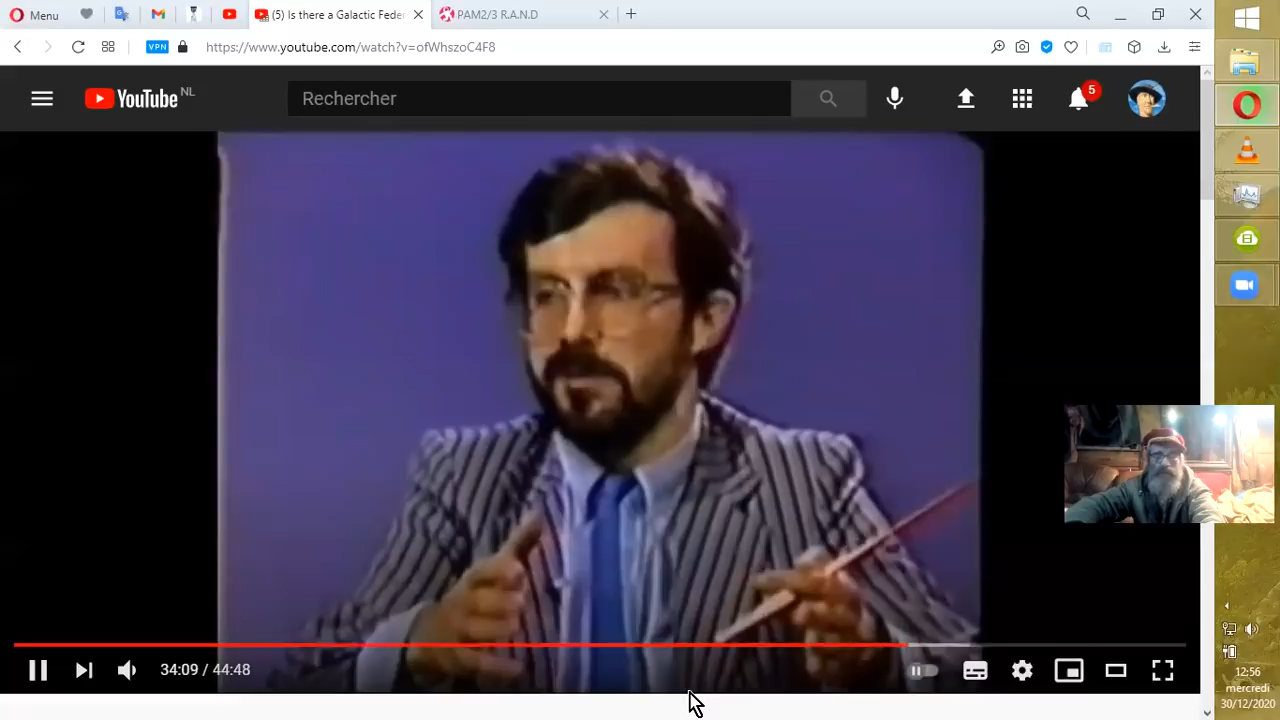 Menu
(5) Is there a Galactic Feder
PAM2/3 R.A.N.D
VPN
https://www.youtube.com/watch?v=ofWhszoC4F8
YouTube NL
Rechercher
5
34:09 / 44:48
12:56
mercredi
30/12/2020